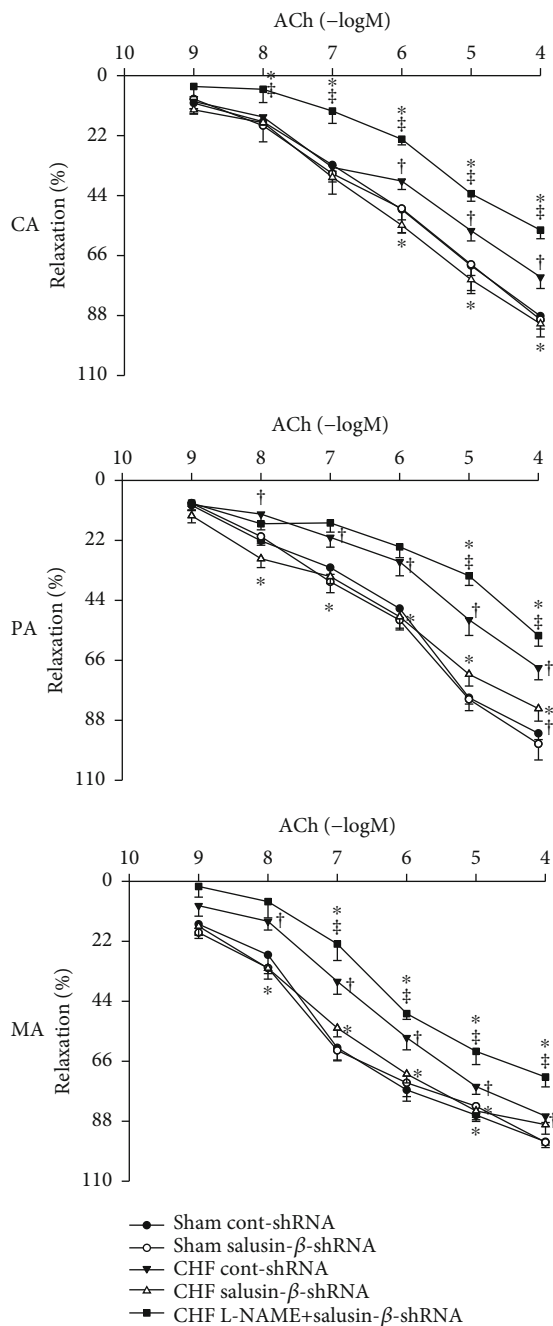 ACh (−logM)
10 9 8 7 6 5 4
0
* ‡ * ‡
22
* ‡
†
* ‡
44
†
* ‡
CA
Relaxation (%)
66
*
†
88
*
*
110
ACh (−logM)
10 9 8 7 6 5 4
0
†
22
† † * ‡
44
* * * † * ‡
PA
Relaxation (%)
66
* †
88
*
†
110
ACh (−logM)
10 9 8 7 6 5 4
0
† * ‡
22
* † * ‡
44
* † * ‡
MA
Relaxation (%)
66
* † * ‡
88
* †
*
110
Sham cont-shRNA
Sham salusin-β-shRNA
CHF cont-shRNA
CHF salusin-β-shRNA
CHF L-NAME+salusin-β-shRNA